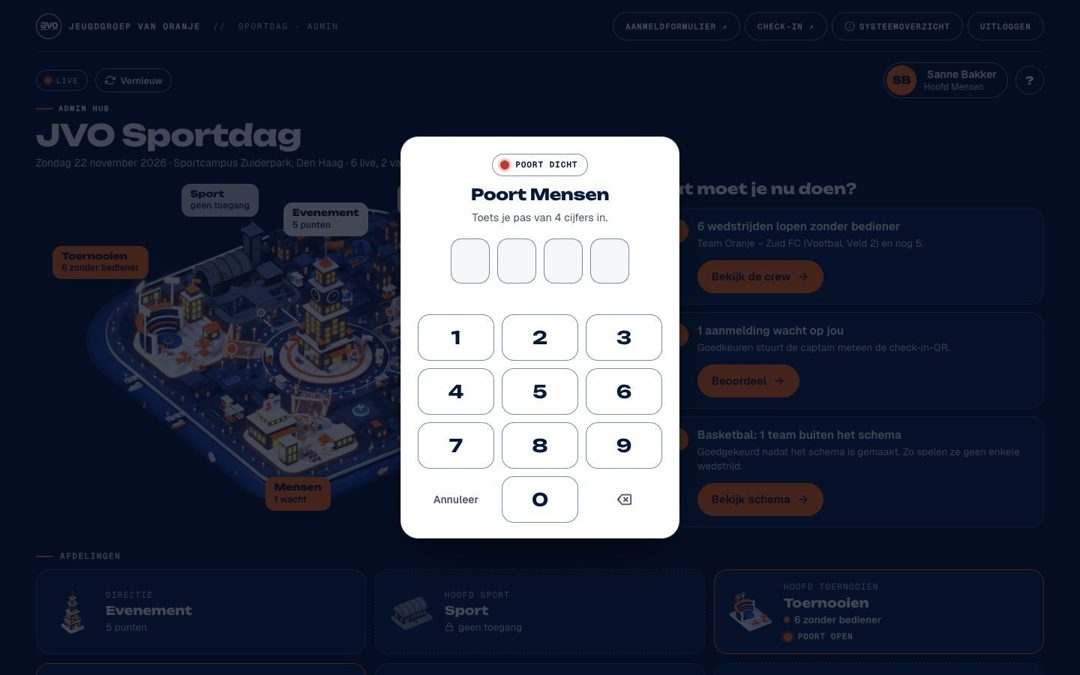 JVO JEUGDGROEP VAN ORANJE // SPORTDAG · ADMIN
AANMELDFORMULIER ↗
CHECK-IN ↗
SYSTEEMOVERZICHT
UITLOGGEN
LIVE
Vernieuw
SB
Sanne Bakker
Hoofd Mensen
?
ADMIN HUB
JVO Sportdag
Zondag 22 november 2026 · Sportcampus Zuiderpark, Den Haag · 6 live, 2
Sport
geen toegang
Evenement
5 punten
Toernooien
6 zonder bediener
Mensen
1 wacht
POORT DICHT
Poort Mensen
Toets je pas van 4 cijfers in.
1 2 3
4 5 6
7 8 9
Annuleer 0
moet je nu doen?
6 wedstrijden lopen zonder bediener
Team Oranje – Zuid FC (Voetbal, Veld 2) en nog 5.
Bekijk de crew →
1 aanmelding wacht op jou
Goedkeuren stuurt de captain meteen de check-in-QR.
Beoordeel →
Basketbal: 1 team buiten het schema
Goedgekeurd nadat het schema is gemaakt. Zo spelen ze geen enkele
wedstrijd.
Bekijk schema →
AFDELINGEN
DIRECTIE
Evenement
5 punten
HOOFD SPORT
Sport
geen toegang
HOOFD TOERNOOIEN
Toernooien
6 zonder bediener
POORT OPEN